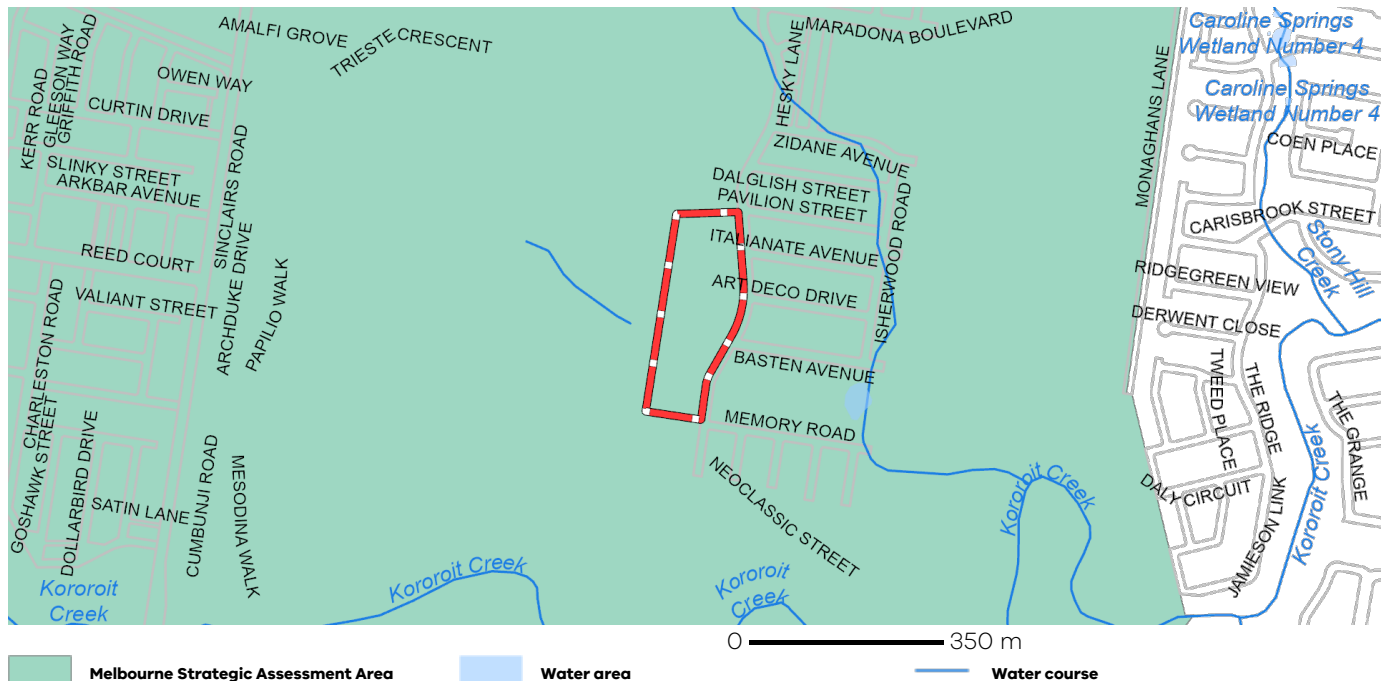 AMALFI GROVE
TRIESTE CRESCENT
MARADONA BOULEVARD
Caroline Springs
Wetland Number 4
GLEESON WAY
GRIFFITH ROAD
KERR ROAD
OWEN WAY
CURTIN DRIVE
HESKY LANE
MONAGHANS LANE
Caroline Springs
Wetland Number 4
COEN PLACE
SLINKY STREET
ARKBAR AVENUE
SINCLAIRS ROAD
ZIDANE AVENUE
DALGLISH STREET
PAVILION STREET
ISHERWOOD ROAD
CARISBROOK STREET
Stony Hill
Creek
REED COURT
ARCHDUKE DRIVE
PAPILIO WALK
ITALIANATE AVENUE
RIDGEGREEN VIEW
VALIANT STREET
ART DECO DRIVE
DERWENT CLOSE
CHARLESTON ROAD
BASTEN AVENUE
TWEED PLACE
THE RIDGE
THE GRANGE
GOSHAWK STREET
DOLLARBIRD DRIVE
MEMORY ROAD
SATIN LANE
CUMBUNJI ROAD
MESODINA WALK
NEOCLASSIC STREET
Kororoit Creek
DALY CIRCUIT
JAMIESON LINK
Kororoit Creek
Kororoit
Creek
Kororoit Creek
Kororoit
Creek
0 350 m
Melbourne Strategic Assessment Area Water area Water course